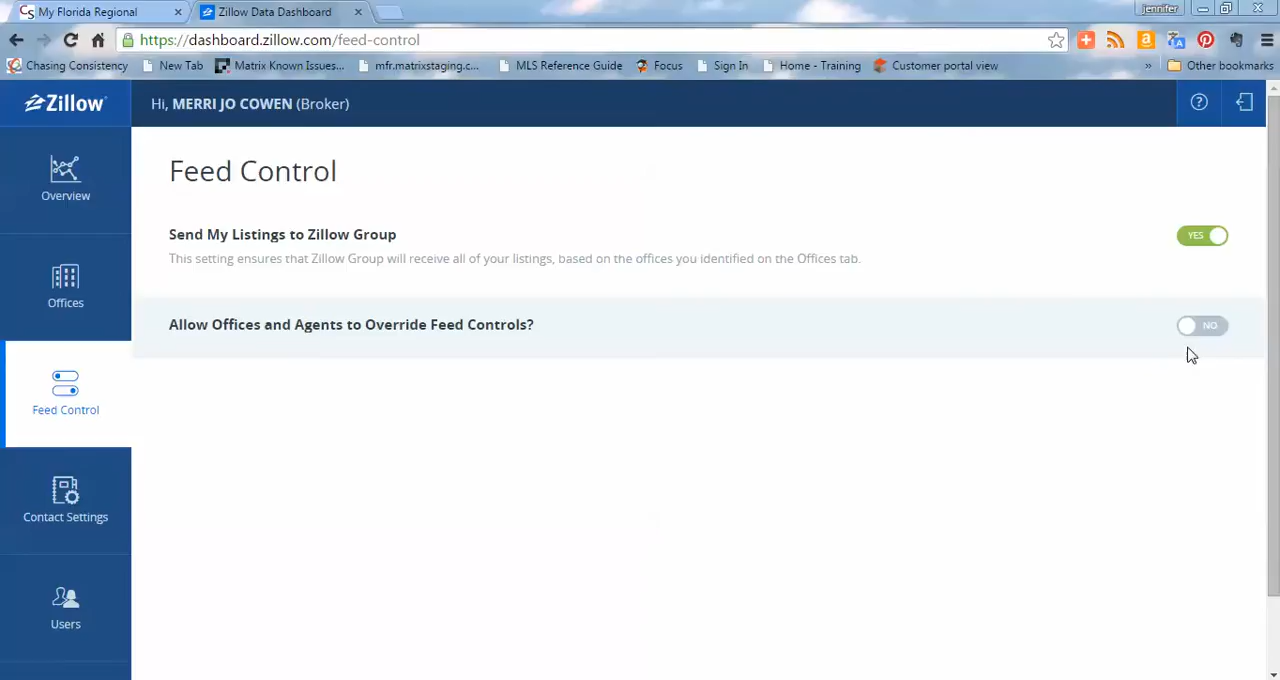 My Florida Regional
Zillow Data Dashboard
jennifer
https://dashboard.zillow.com/feed-control
Chasing Consistency
New Tab
Matrix Known Issues...
mfr.matrixstaging.c...
MLS Reference Guide
Focus
Sign In
Home - Training
Customer portal view
»
Other bookmarks
Zillow
Hi, MERRI JO COWEN (Broker)
Overview
Offices
Feed Control
Contact Settings
Users
Feed Control
Send My Listings to Zillow Group
YES
This setting ensures that Zillow Group will receive all of your listings, based on the offices you identified on the Offices tab.
Allow Offices and Agents to Override Feed Controls?
NO